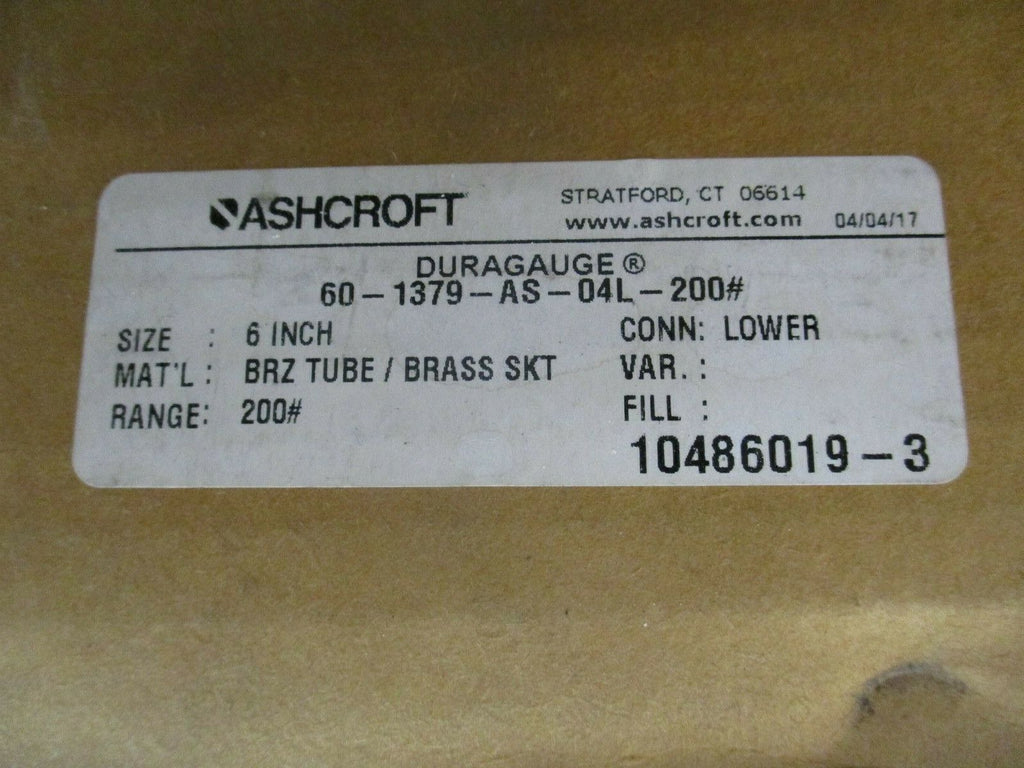 ASHCROFT
STRATFORD, CT 06614
www.ashcroft.com 04/04/17
DURAGAUGE ®
60-1379-AS-04L-200#
SIZE : 6 INCH CONN: LOWER
MAT'L : BRZ TUBE / BRASS SKT VAR. :
RANGE: 200# FILL :
10486019-3